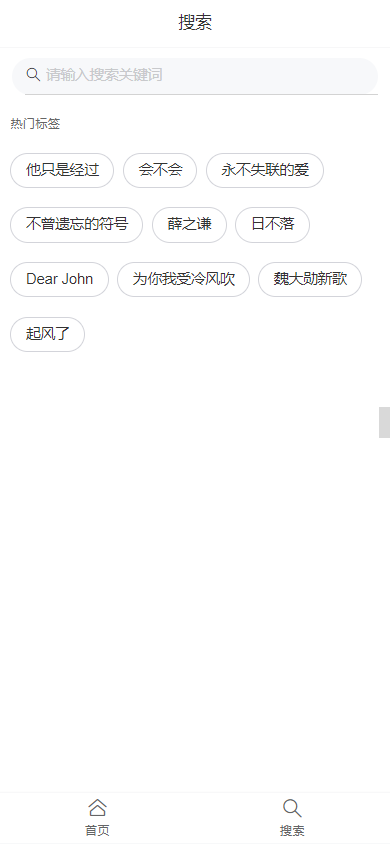 搜索
请输入搜索关键词
热门标签
他只是经过 会不会 永不失联的爱
不曾遗忘的符号 薛之谦 日不落
Dear John 为你我受冷风吹 魏大勋新歌
起风了
首页 搜索